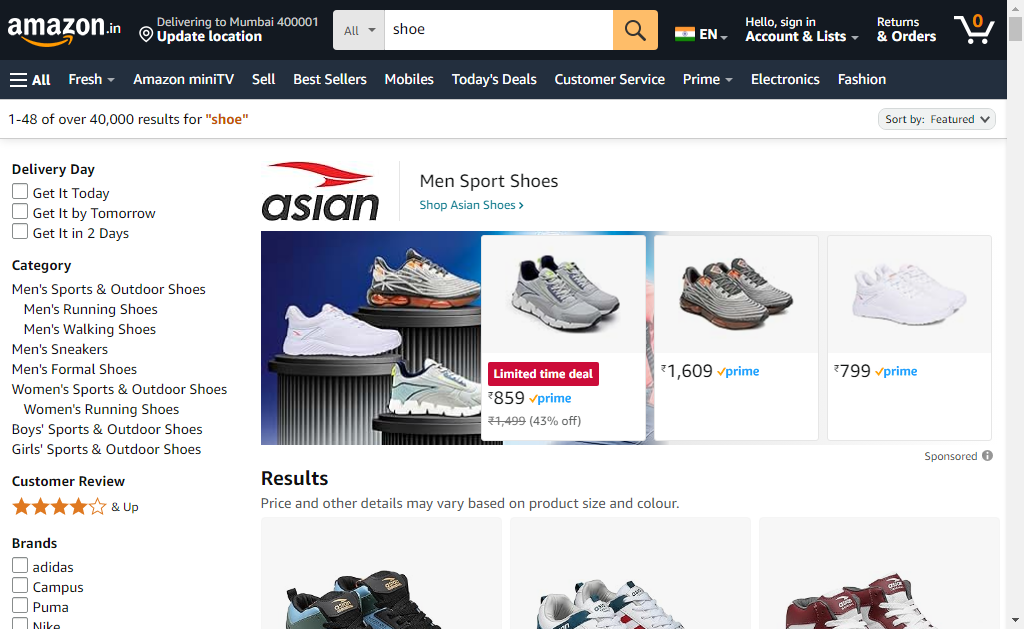 amazon.in
Delivering to Mumbai 400001
Update location
All
shoe
EN
Hello, sign in
Account & Lists
Returns
& Orders
0
All
Fresh
Amazon miniTV
Sell
Best Sellers
Mobiles
Today's Deals
Customer Service
Prime
Electronics
Fashion
1-48 of over 40,000 results for "shoe"
Sort by: Featured
Delivery Day
Get It Today
Get It by Tomorrow
Get It in 2 Days
Category
Men's Sports & Outdoor Shoes
Men's Running Shoes
Men's Walking Shoes
Men's Sneakers
Men's Formal Shoes
Women's Sports & Outdoor Shoes
Women's Running Shoes
Boys' Sports & Outdoor Shoes
Girls' Sports & Outdoor Shoes
Customer Review
& Up
Brands
adidas
Campus
Puma
Nike
asian
Men Sport Shoes
Shop Asian Shoes ›
Limited time deal
₹859 prime
₹1,499 (43% off)
₹1,609 prime
₹799 prime
Sponsored
Results
Price and other details may vary based on product size and colour.